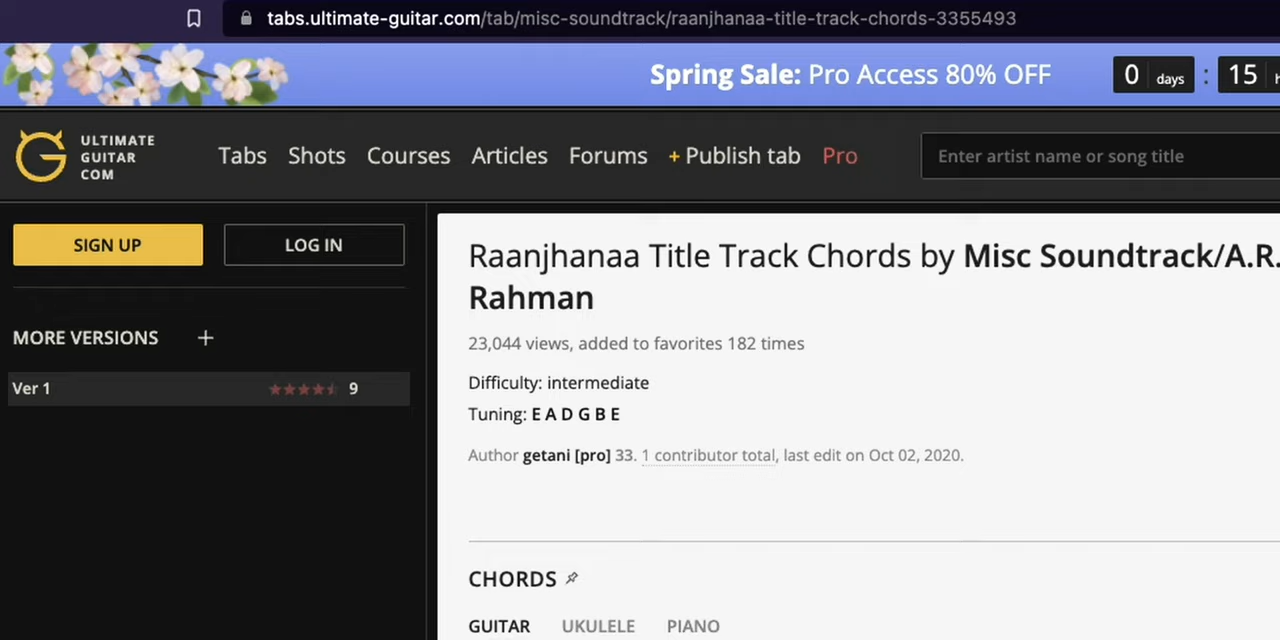 tabs.ultimate-guitar.com/tab/misc-soundtrack/raanjhanaa-title-track-chords-3355493
Spring Sale: Pro Access 80% OFF
0 days : 15 h
ULTIMATE
GUITAR
COM
Tabs Shots Courses Articles Forums + Publish tab Pro
Enter artist name or song title
SIGN UP LOG IN
MORE VERSIONS +
Ver 1 9
Raanjhanaa Title Track Chords by Misc Soundtrack/A.R.
Rahman
23,044 views, added to favorites 182 times
Difficulty: intermediate
Tuning: E A D G B E
Author getani [pro] 33. 1 contributor total, last edit on Oct 02, 2020.
CHORDS
GUITAR UKULELE PIANO